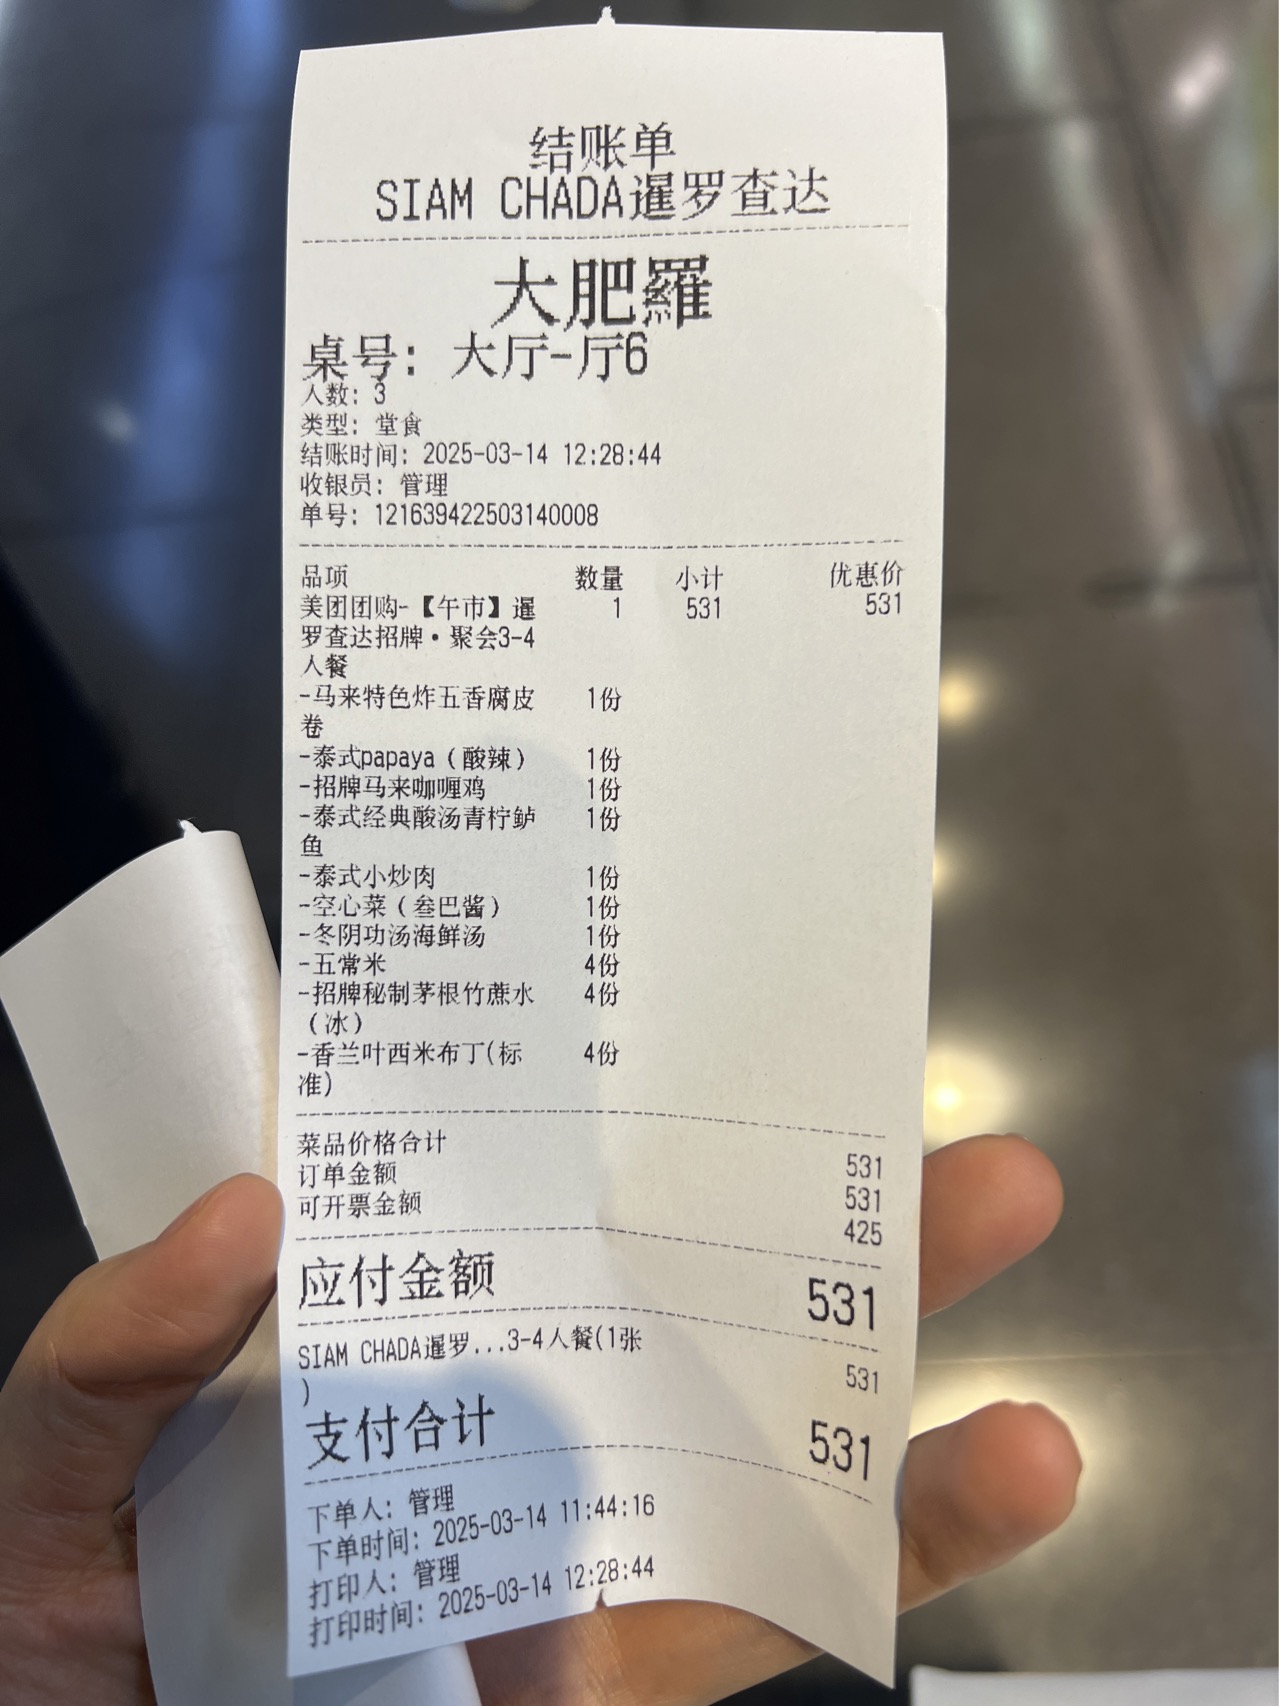 结账单
SIAM CHADA暹罗查达
大肥羅
桌号: 大厅-厅6
人数: 3
类型: 堂食
结账时间: 2025-03-14 12:28:44
收银员: 管理
单号: 121639422503140008
品项 数量 小计 优惠价
美团团购-【午市】暹 1 531 531
罗查达招牌·聚会3-4
人餐
-马来特色炸五香腐皮 1份
卷
-泰式papaya（酸辣） 1份
-招牌马来咖喱鸡 1份
-泰式经典酸汤青柠鲈 1份
鱼
-泰式小炒肉 1份
-空心菜（叁巴酱） 1份
-冬阴功汤海鲜汤 1份
-五常米 4份
-招牌秘制茅根竹蔗水 4份
（冰）
-香兰叶西米布丁(标 4份
准)
菜品价格合计 531
订单金额 531
可开票金额 425
应付金额 531
SIAM CHADA暹罗...3-4人餐(1张 531
)
支付合计 531
下单人: 管理
下单时间: 2025-03-14 11:44:16
打印人: 管理
打印时间: 2025-03-14 12:28:44